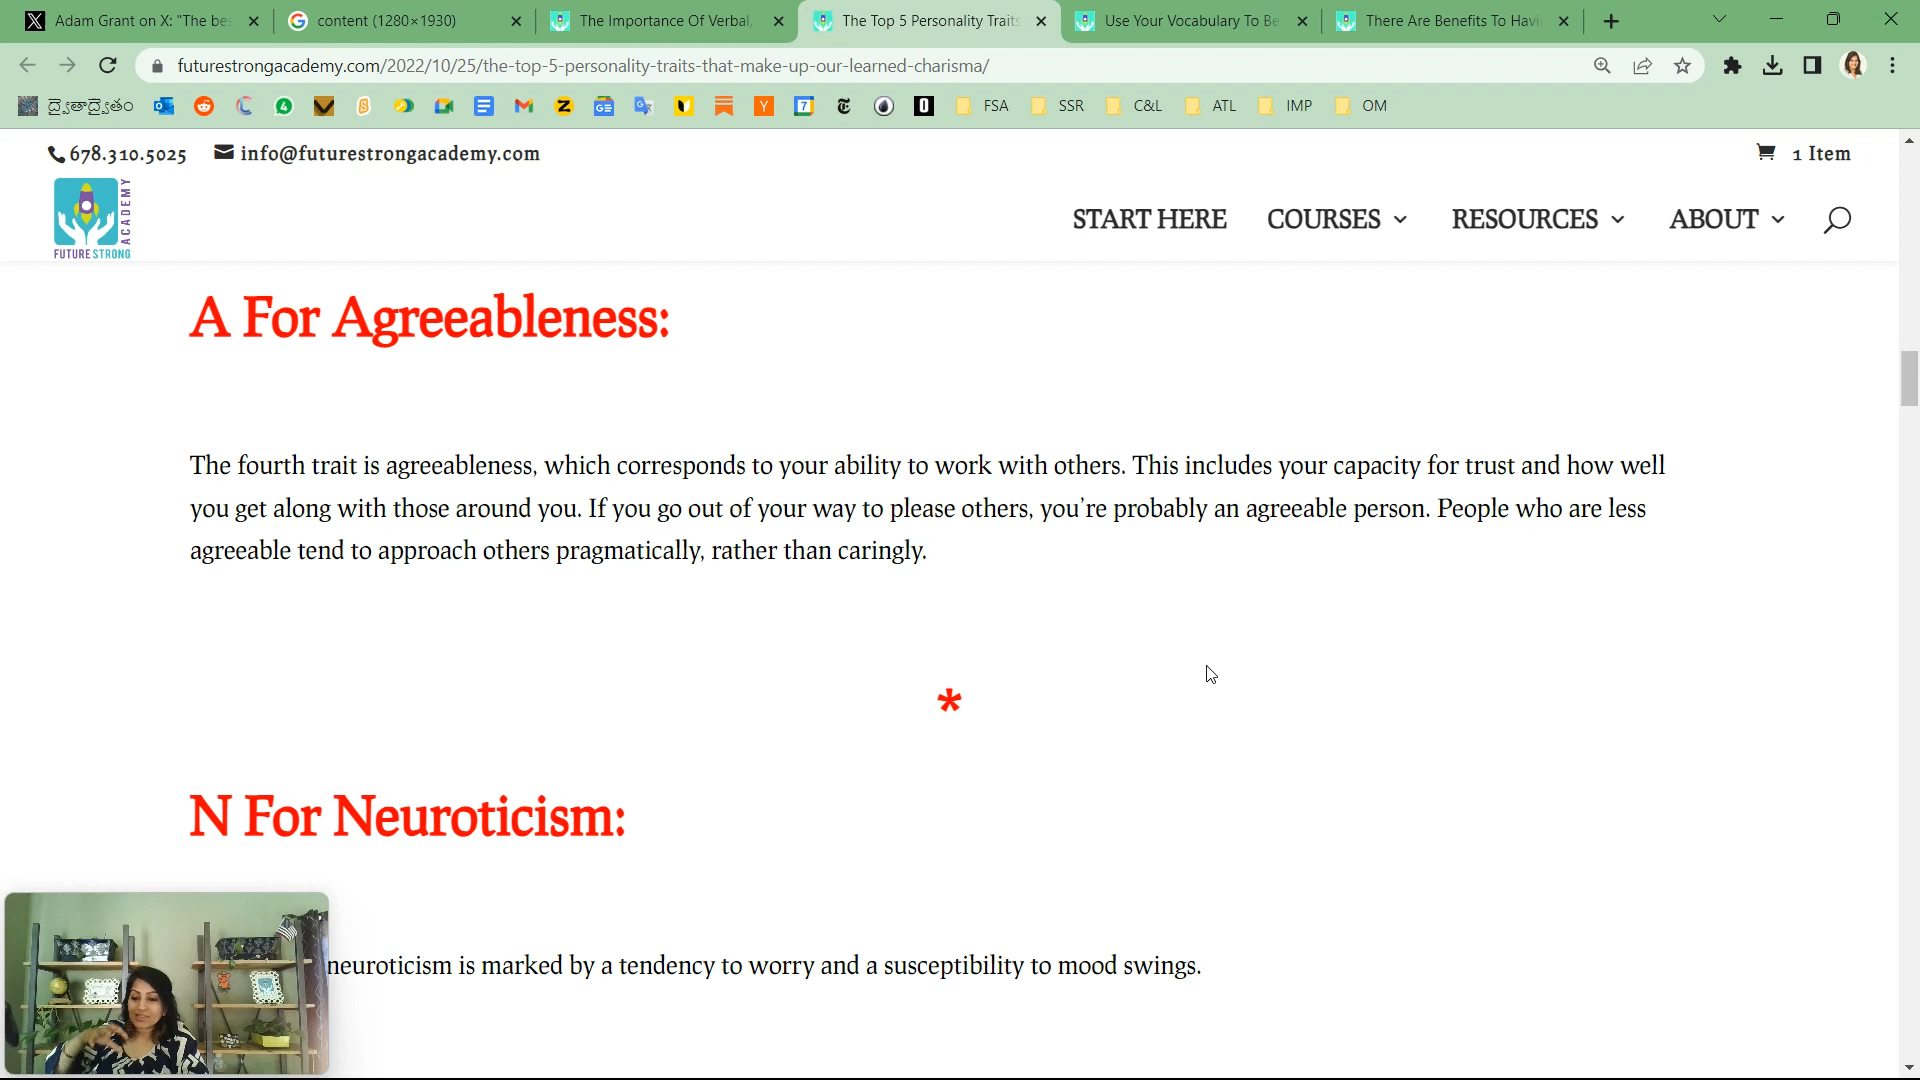 Adam Grant on X: "The be
content (1280×1930)
The Importance Of Verbal,
The Top 5 Personality Traits
Use Your Vocabulary To Be
There Are Benefits To Havi
futurestrongacademy.com/2022/10/25/the-top-5-personality-traits-that-make-up-our-learned-charisma/
ద్వైతాద్వైతం
FSA
SSR
C&L
ATL
IMP
OM
678.310.5025
info@futurestrongacademy.com
1 Item
FUTURE STRONG
ACADEMY
START HERE
COURSES
RESOURCES
ABOUT
A For Agreeableness:
The fourth trait is agreeableness, which corresponds to your ability to work with others. This includes your capacity for trust and how well
you get along with those around you. If you go out of your way to please others, you're probably an agreeable person. People who are less
agreeable tend to approach others pragmatically, rather than caringly.
*
N For Neuroticism:
neuroticism is marked by a tendency to worry and a susceptibility to mood swings.